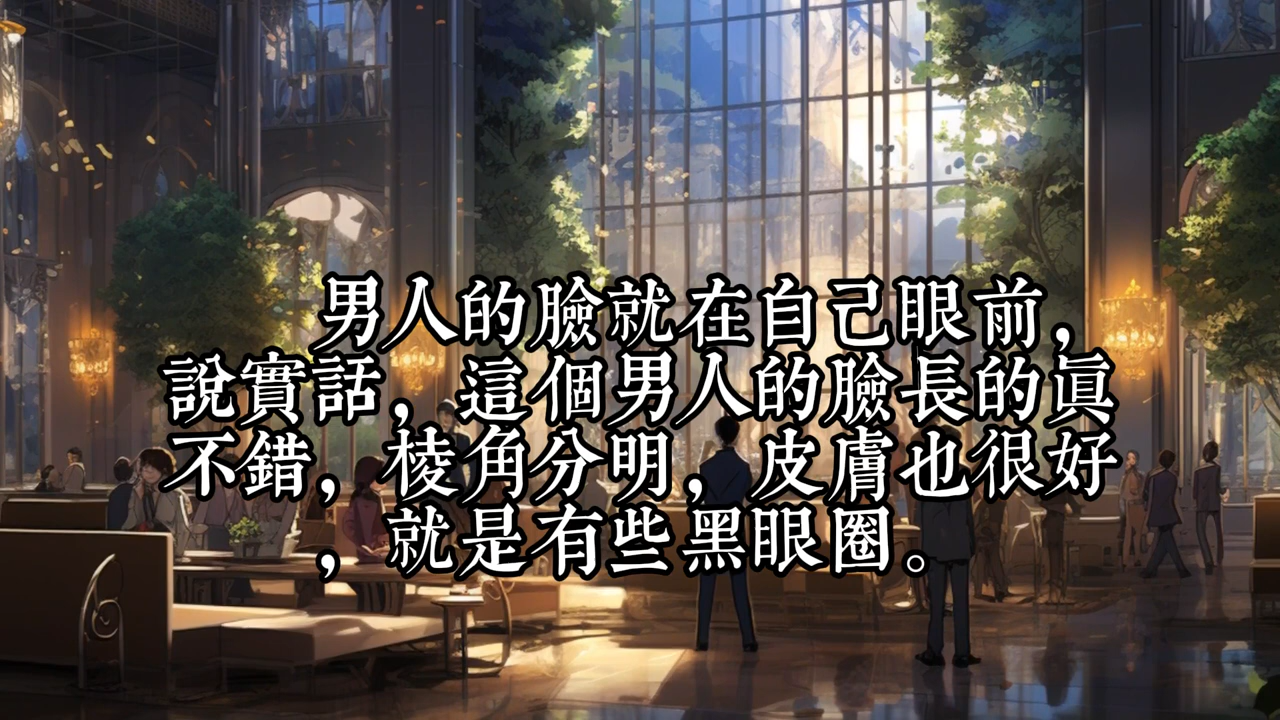 男人的臉就在自己眼前，
說實話，這個男人的臉長的眞
不錯，棱角分明，皮膚也很好
，就是有些黑眼圈。